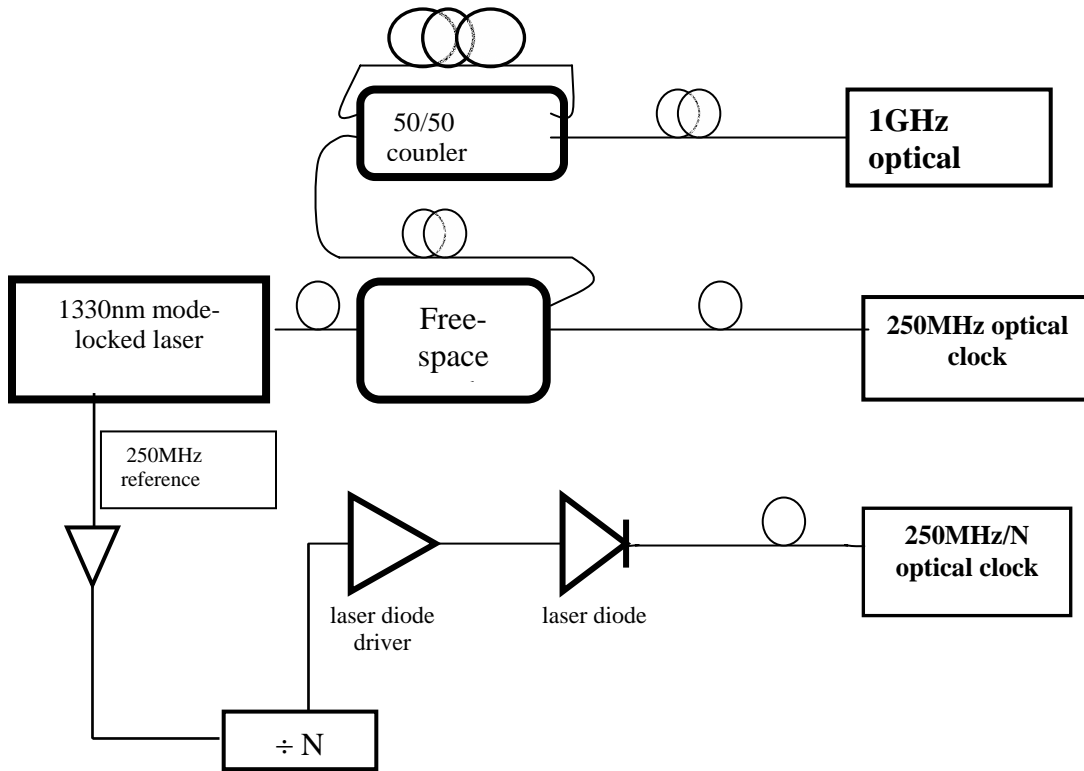 50/50
coupler
1GHz
optical
1330nm mode-
locked laser
Free-
space
250MHz optical
clock
250MHz
reference
laser diode
driver
laser diode
250MHz/N
optical clock
÷ N